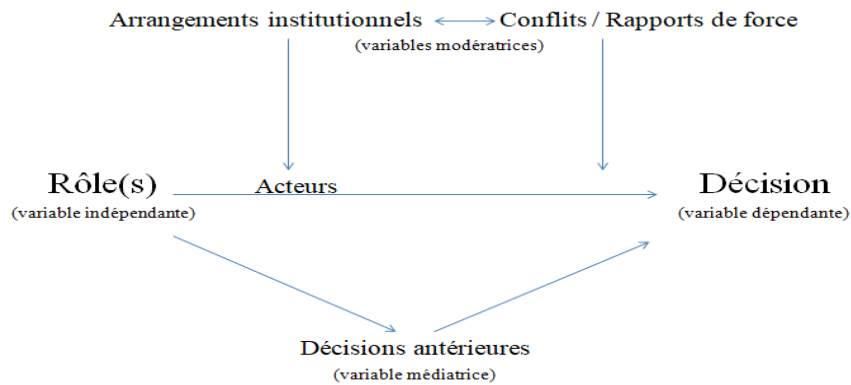 Arrangements institutionnels Conflits / Rapports de force
(variables modératrices)
Rôle(s) Acteurs Décision
(variable indépendante) (variable dépendante)
Décisions antérieures
(variable médiatrice)